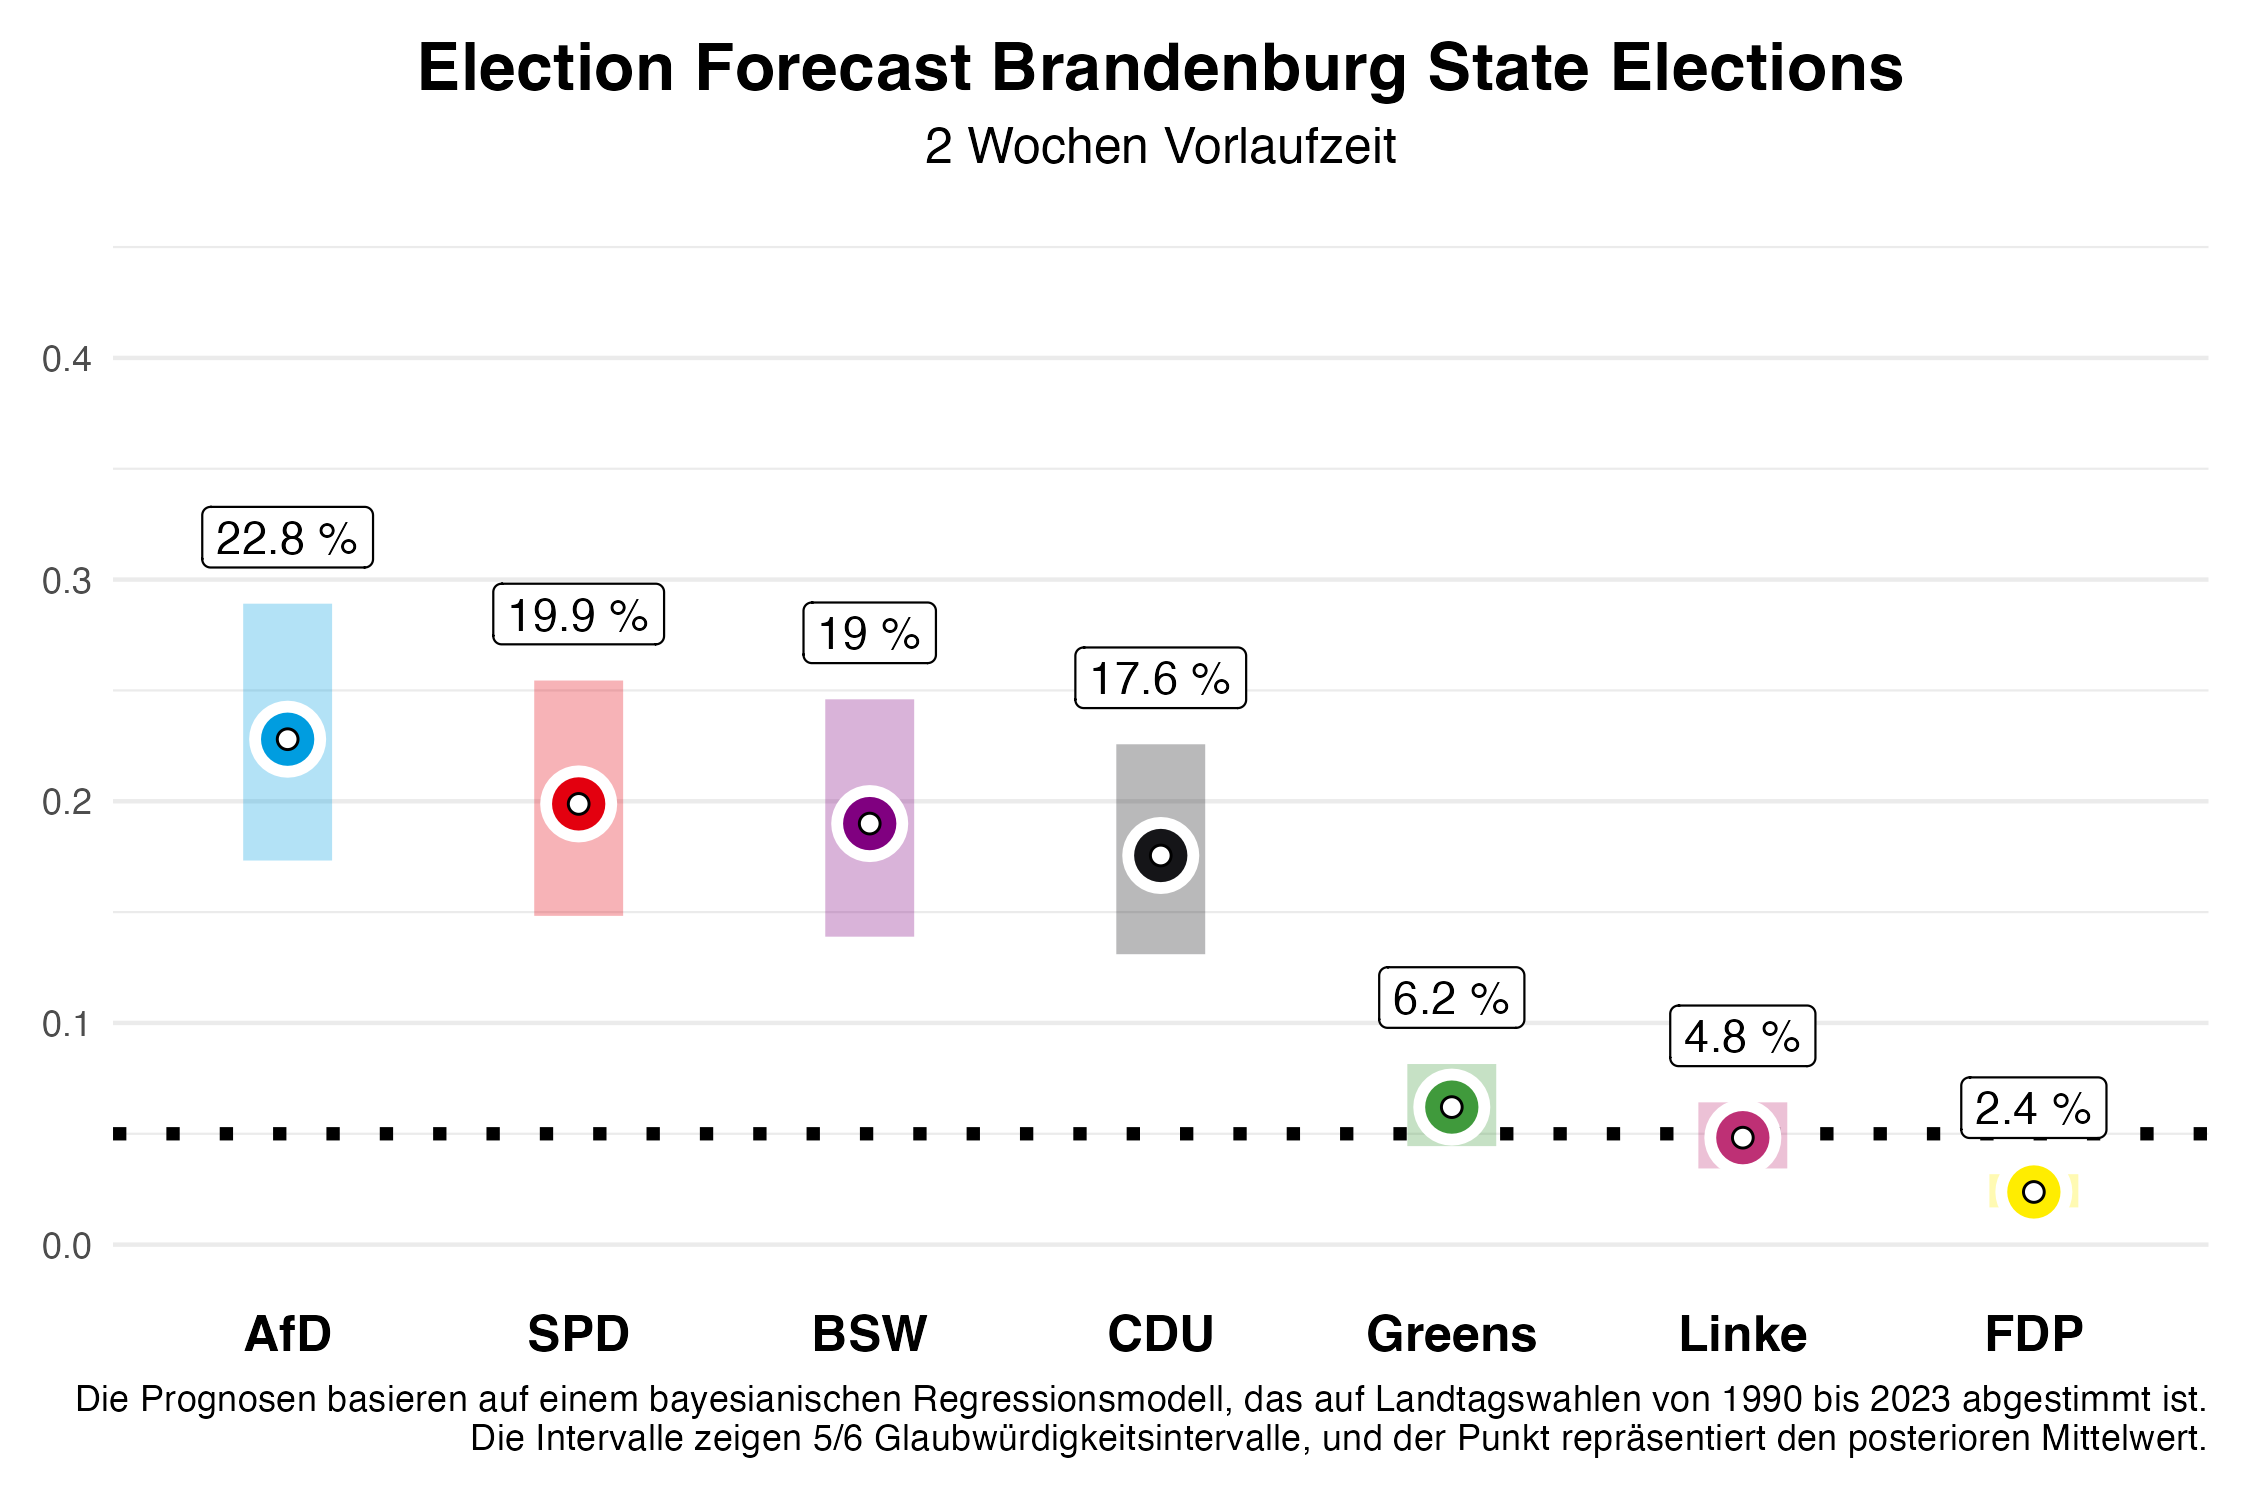 Election Forecast Brandenburg State Elections
2 Wochen Vorlaufzeit
0.4
0.3
0.2
0.1
0.0
22.8 %
19.9 %
19 %
17.6 %
6.2 %
4.8 %
2.4 %
AfD
SPD
BSW
CDU
Greens
Linke
FDP
Die Prognosen basieren auf einem bayesianischen Regressionsmodell, das auf Landtagswahlen von 1990 bis 2023 abgestimmt ist.
Die Intervalle zeigen 5/6 Glaubwürdigkeitsintervalle, und der Punkt repräsentiert den posterioren Mittelwert.